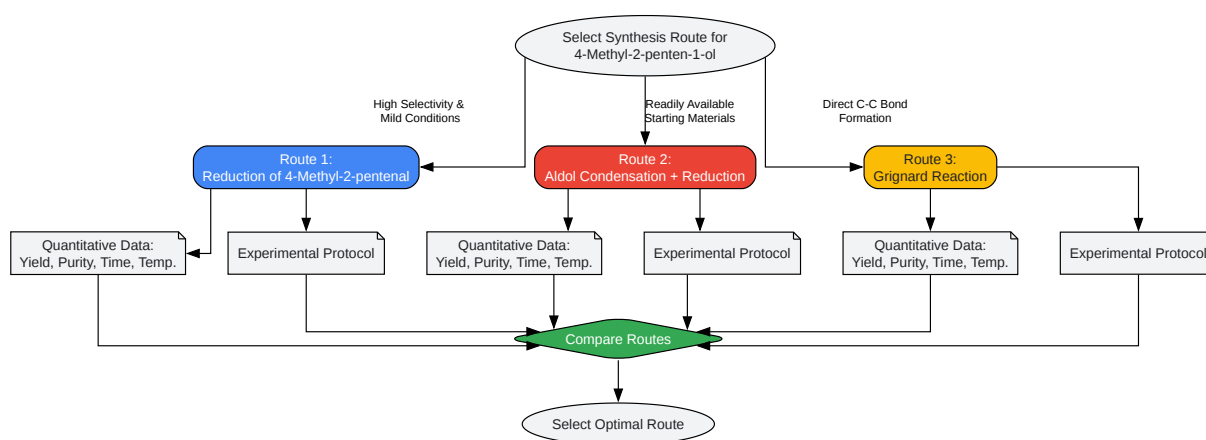 Select Synthesis Route for
4-Methyl-2-penten-1-ol
High Selectivity &
Mild Conditions
Readily Available
Starting Materials
Direct C-C Bond
Formation
Route 1:
Reduction of 4-Methyl-2-pentenal
Route 2:
Aldol Condensation + Reduction
Route 3:
Grignard Reaction
Quantitative Data:
Yield, Purity, Time, Temp.
Experimental Protocol
Quantitative Data:
Yield, Purity, Time, Temp.
Experimental Protocol
Quantitative Data:
Yield, Purity, Time, Temp.
Experimental Protocol
Compare Routes
Select Optimal Route